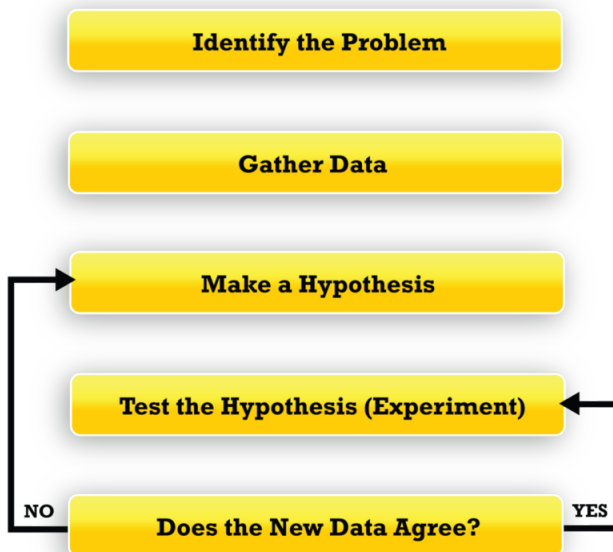 Identify the Problem
Gather Data
Make a Hypothesis
Test the Hypothesis (Experiment)
NO
Does the New Data Agree?
YES